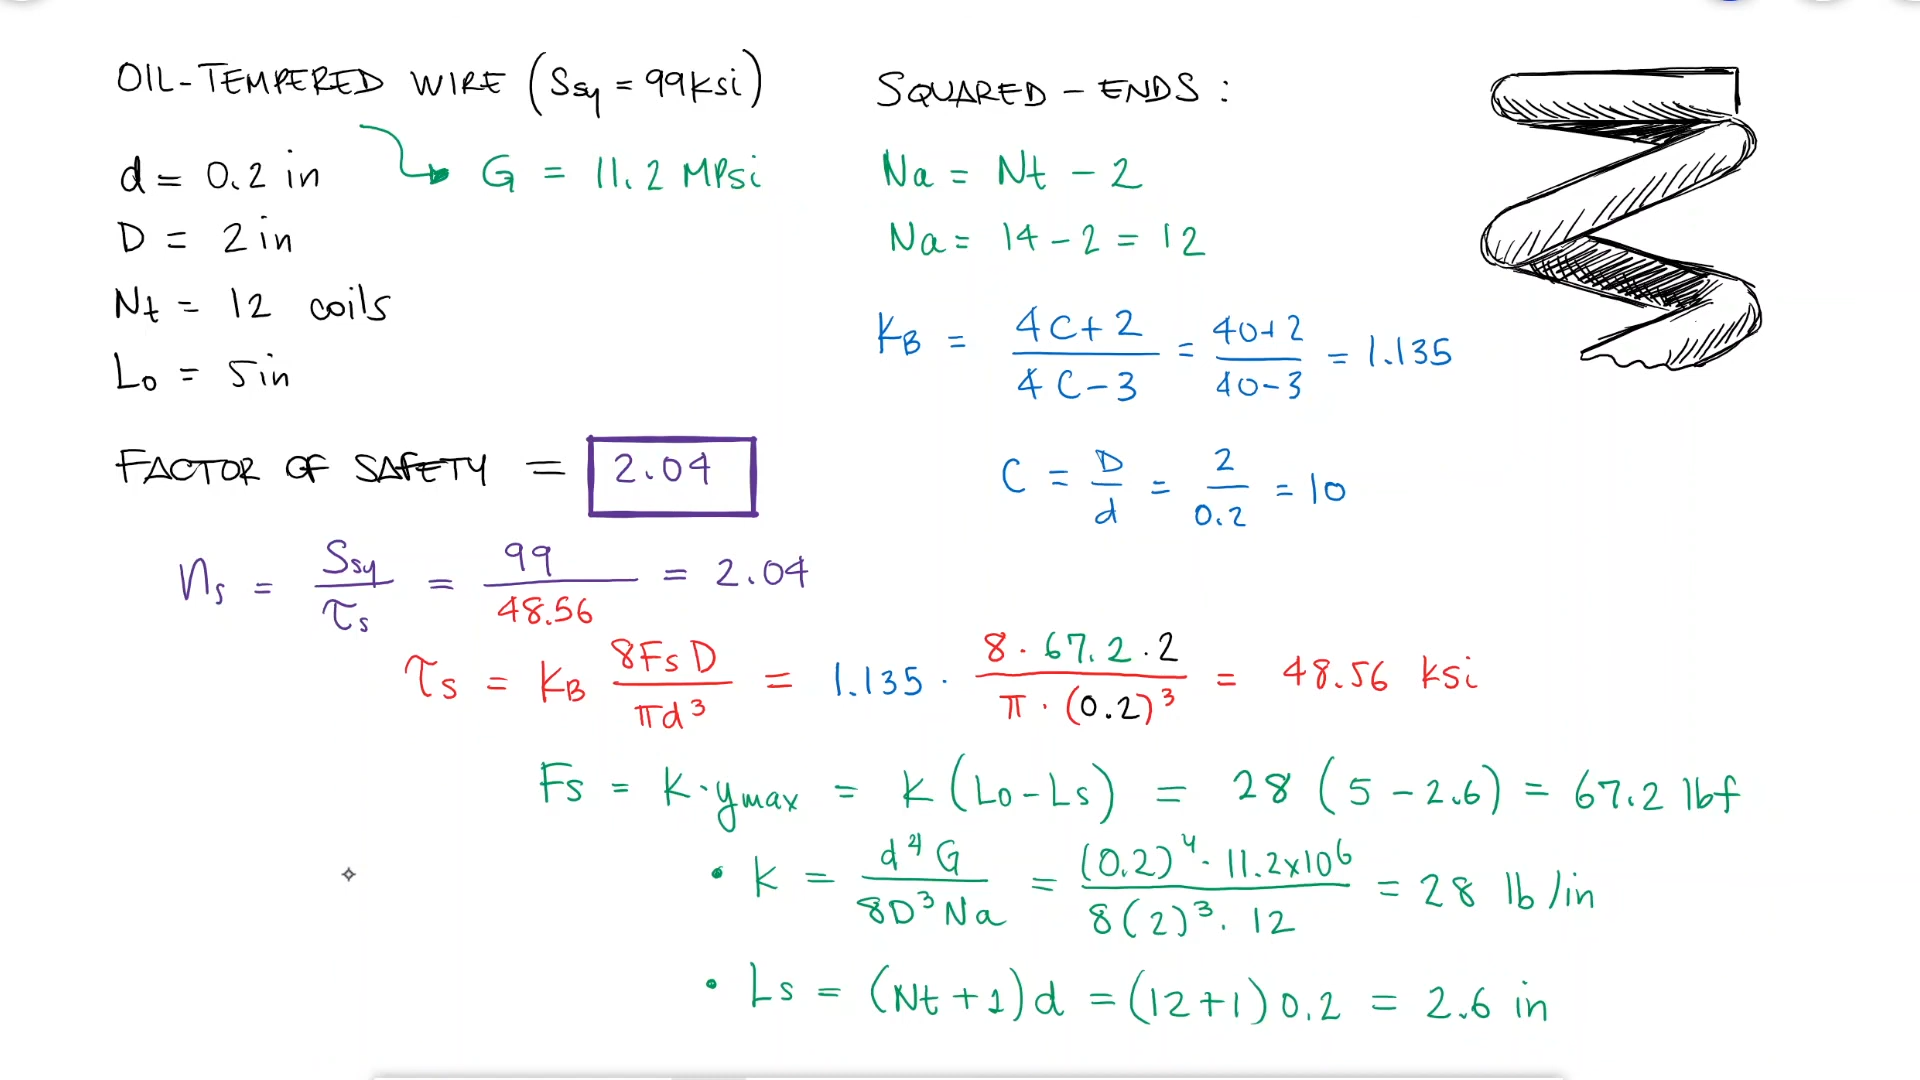 OIL-TEMPERED WIRE (Ssy = 99ksi)
d = 0.2 in
G = 11.2 MPsi
D = 2in
Nt = 12 coils
Lo = 5in
FACTOR OF SAFETY = 2.04
SQUARED-ENDS:
Na = Nt - 2
Na = 14 - 2 = 12
KB = (4C+2)/(4C-3) = (40+2)/(40-3) = 1.135
C = D/d = 2/0.2 = 10
ns = Ssy/τs = 99/48.56 = 2.04
τs = KB 8FsD/πd³ = 1.135 · (8 · 67.2 · 2)/(π · (0.2)³) = 48.56 ksi
Fs = K·ymax = K(Lo-Ls) = 28 (5 - 2.6) = 67.2 lbf
• K = d⁴G/8D³Na = ((0.2)⁴ · 11.2x10⁶)/(8(2)³ · 12) = 28 lb/in
• Ls = (Nt+1)d = (12+1)0.2 = 2.6 in